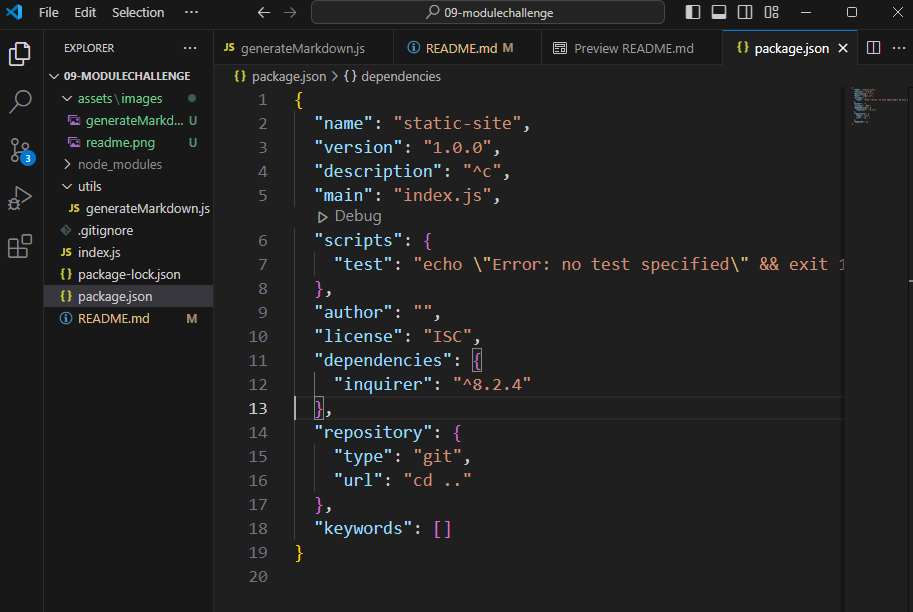 File Edit Selection ··· 09-modulechallenge
EXPLORER ···
09-MODULECHALLENGE
assets\images
generateMarkd... U
readme.png U
node_modules
utils
JS generateMarkdown.js
.gitignore
JS index.js
{} package-lock.json
{} package.json
README.md M
3
JS generateMarkdown.js README.md M Preview README.md {} package.json ···
{} package.json > {} dependencies
1 {
2 "name": "static-site",
3 "version": "1.0.0",
4 "description": "^c",
5 "main": "index.js",
Debug
6 "scripts": {
7 "test": "echo \"Error: no test specified\" && exit 1
8 },
9 "author": "",
10 "license": "ISC",
11 "dependencies": {
12 "inquirer": "^8.2.4"
13 },
14 "repository": {
15 "type": "git",
16 "url": "cd .."
17 },
18 "keywords": []
19 }
20